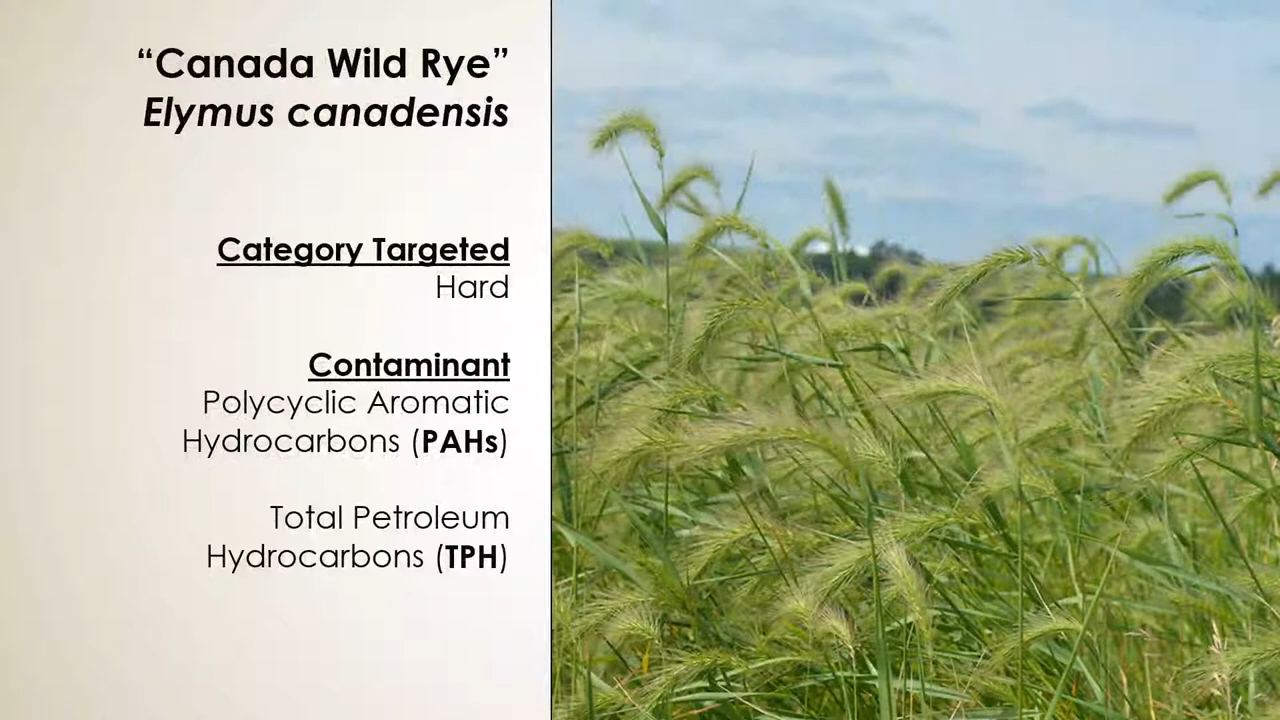 “Canada Wild Rye”
Elymus canadensis
Category Targeted
Hard
Contaminant
Polycyclic Aromatic
Hydrocarbons (PAHs)
Total Petroleum
Hydrocarbons (TPH)